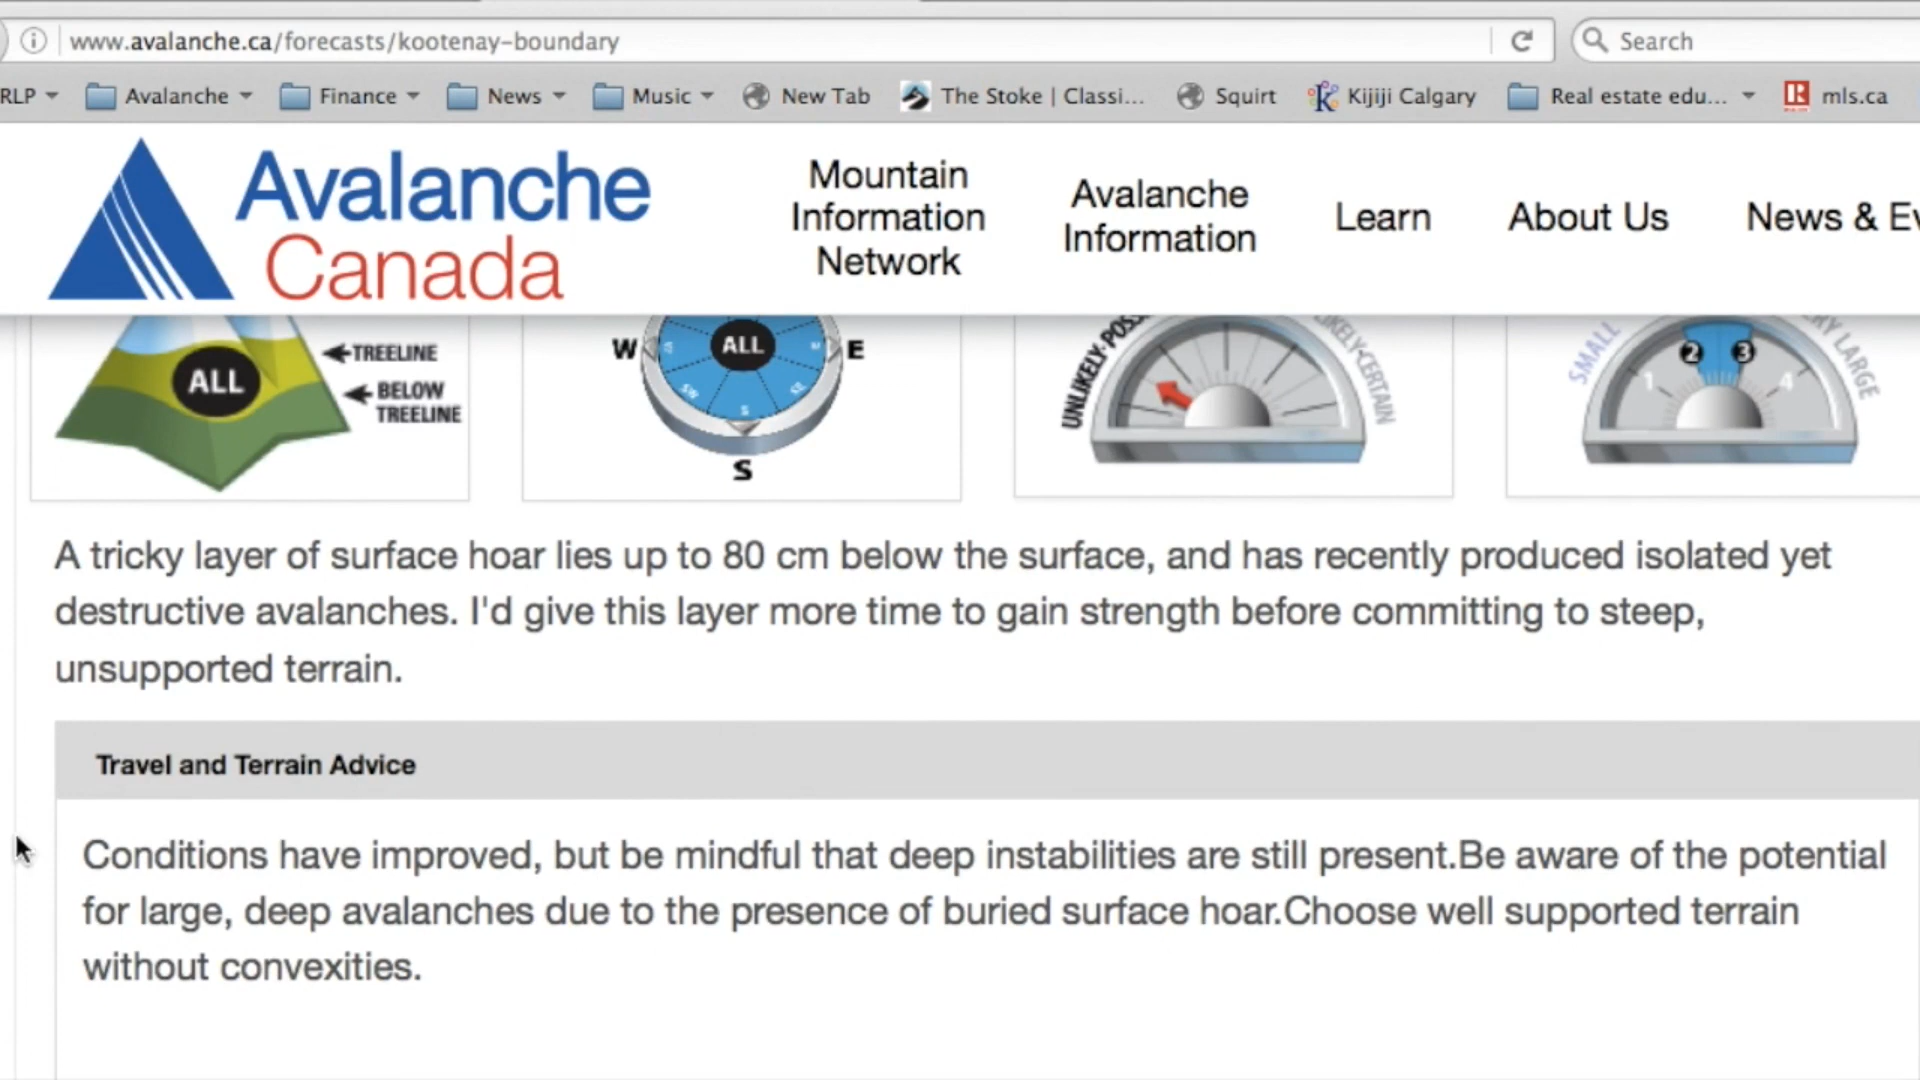 www.avalanche.ca/forecasts/kootenay-boundary
Search
RLP
Avalanche
Finance
News
Music
New Tab
The Stoke | Classi...
Squirt
Kijiji Calgary
Real estate edu...
mls.ca
Avalanche
Canada
Mountain
Information
Network
Avalanche
Information
Learn
About Us
News & Ev
TREELINE
BELOW
TREELINE
ALL
W
ALL
E
S
S
UNLIKELY-POSS
LIKELY-CERTAIN
SMALL
RY LARGE
1
2
3
4
A tricky layer of surface hoar lies up to 80 cm below the surface, and has recently produced isolated yet
destructive avalanches. I'd give this layer more time to gain strength before committing to steep,
unsupported terrain.
Travel and Terrain Advice
Conditions have improved, but be mindful that deep instabilities are still present.Be aware of the potential
for large, deep avalanches due to the presence of buried surface hoar.Choose well supported terrain
without convexities.